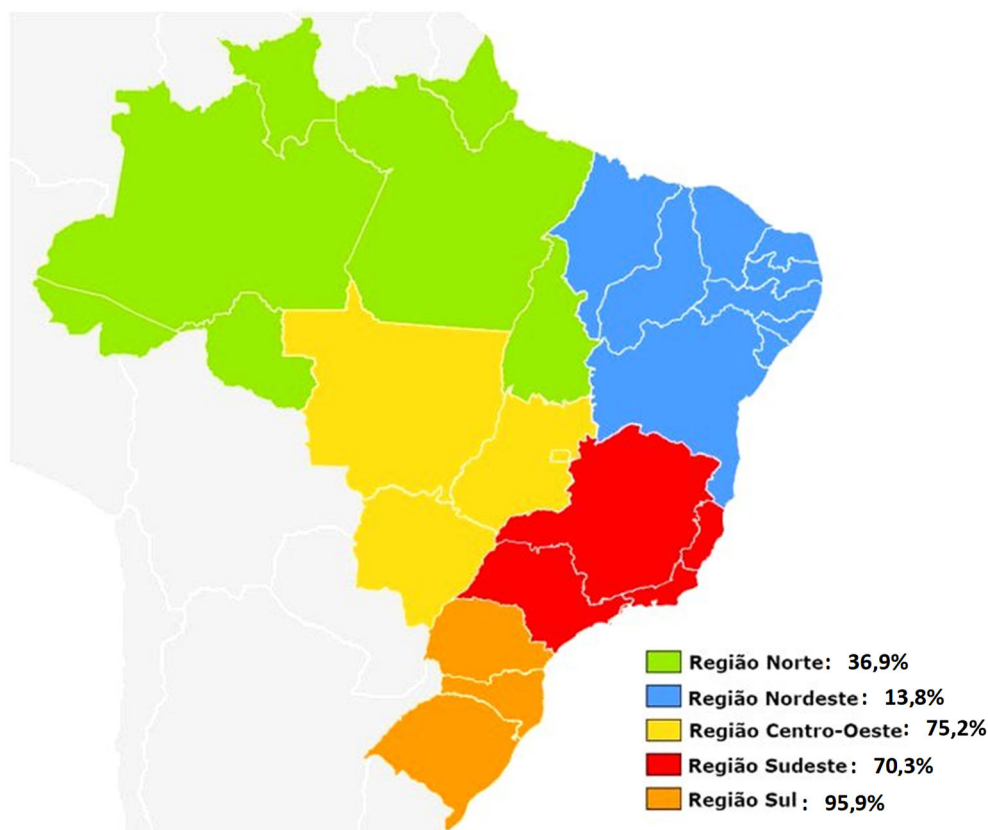 Região Norte: 36,9%
Região Nordeste: 13,8%
Região Centro-Oeste: 75,2%
Região Sudeste: 70,3%
Região Sul : 95,9%